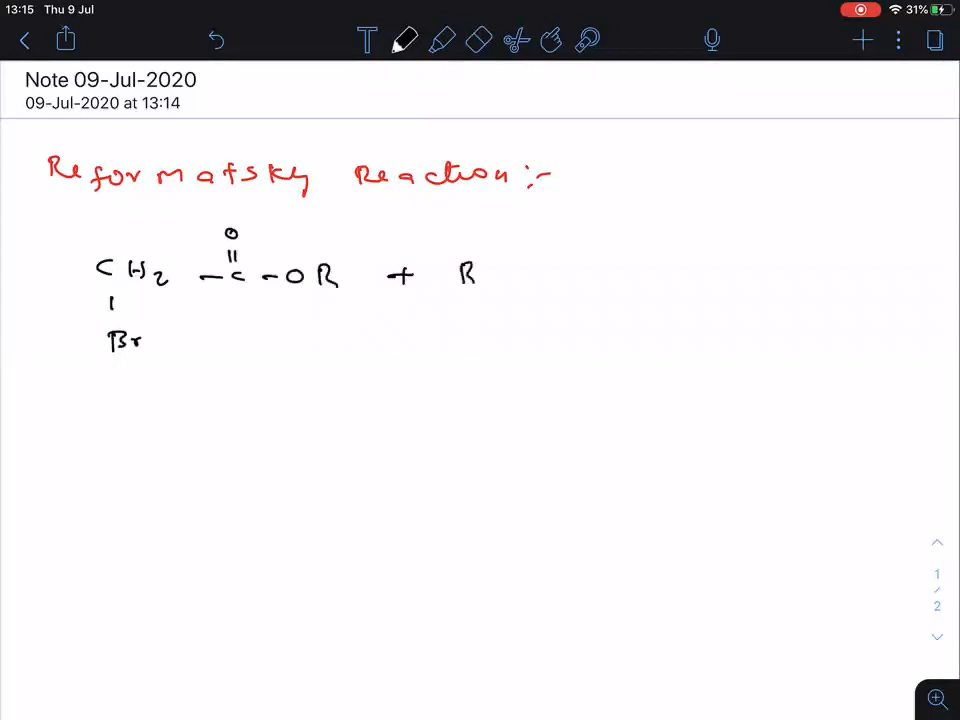 13:15 Thu 9 Jul 31%
T
Note 09-Jul-2020
09-Jul-2020 at 13:14
Reformatsky Reaction :-
O
||
CH2 - C - OR + R
|
Br
1
/
2